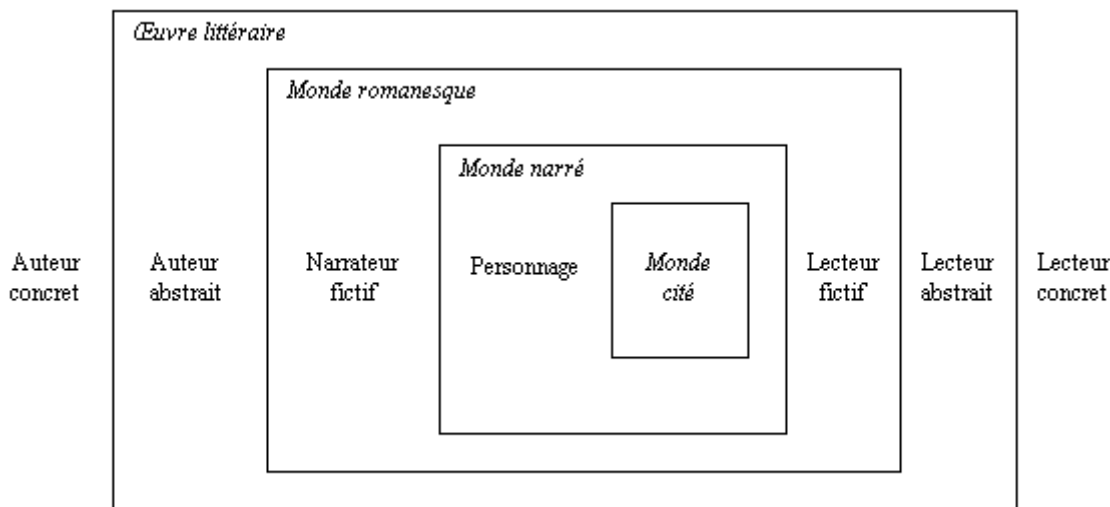 Œuvre littéraire
Monde romanesque
Monde narré
Auteur
concret
Auteur
abstrait
Narrateur
fictif
Personnage
Monde
cité
Lecteur
fictif
Lecteur
abstrait
Lecteur
concret